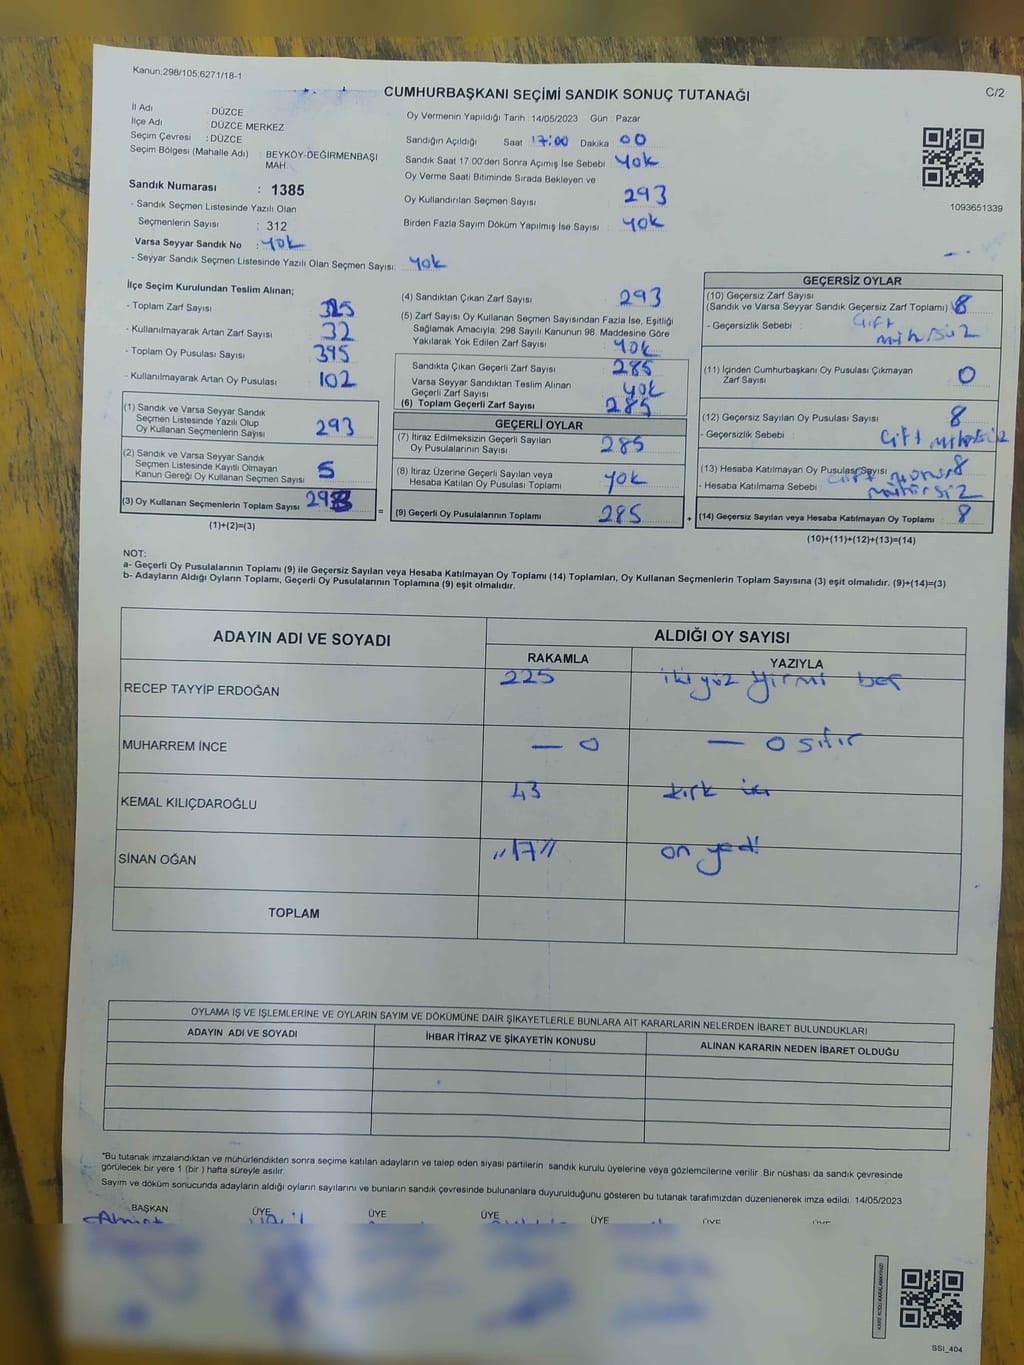 Kanun:298/105;6271/18-1
CUMHURBAŞKANI SEÇİMİ SANDIK SONUÇ TUTANAĞI
C/2
İl Adı DÜZCE
İlçe Adı DÜZCE MERKEZ
Seçim Çevresi : DÜZCE
Seçim Bölgesi (Mahalle Adı) : BEYKÖY-DEĞİRMENBAŞI
MAH.
Sandık Numarası : 1385
- Sandık Seçmen Listesinde Yazılı Olan
Seçmenlerin Sayısı : 312
Varsa Seyyar Sandık No : yok
- Seyyar Sandık Seçmen Listesinde Yazılı Olan Seçmen Sayısı: yok
Oy Vermenin Yapıldığı Tarih : 14/05/2023 Gün : Pazar
Sandığın Açıldığı Saat 17:00 Dakika 00
Sandık Saat 17.00'den Sonra Açımış İse Sebebi yok
Oy Verme Saati Bitiminde Sırada Bekleyen ve
Oy Kullandırılan Seçmen Sayısı 293
Birden Fazla Sayım Döküm Yapılmış İse Sayısı yok
1093651339
İlçe Seçim Kurulundan Teslim Alınan;
- Toplam Zarf Sayısı 325
- Kullanılmayarak Artan Zarf Sayısı 32
- Toplam Oy Pusulası Sayısı 395
- Kullanılmayarak Artan Oy Pusulası 102
(1) Sandık ve Varsa Seyyar Sandık
Seçmen Listesinde Yazılı Olup
Oy Kullanan Seçmenlerin Sayısı 293
(2) Sandık ve Varsa Seyyar Sandık
Seçmen Listesinde Kayıtlı Olmayan
Kanun Gereği Oy Kullanan Seçmen Sayısı 5
(3) Oy Kullanan Seçmenlerin Toplam Sayısı =
(1)+(2)=(3)
(4) Sandıktan Çıkan Zarf Sayısı 293
(5) Zarf Sayısı Oy Kullanan Seçmen Sayısından Fazla İse, Eşitliği
Sağlamak Amacıyla; 298 Sayılı Kanunun 98. Maddesine Göre
Yakılarak Yok Edilen Zarf Sayısı yok
Sandıkta Çıkan Geçerli Zarf Sayısı 285
Varsa Seyyar Sandıktan Teslim Alınan
Geçerli Zarf Sayısı yok
(6) Toplam Geçerli Zarf Sayısı 285
GEÇERLİ OYLAR
(7) İtiraz Edilmeksizin Geçerli Sayılan
Oy Pusulalarının Sayısı 285
(8) İtiraz Üzerine Geçerli Sayılan veya
Hesaba Katılan Oy Pusulası Toplamı yok
(9) Geçerli Oy Pusulalarının Toplamı 285 +
GEÇERSİZ OYLAR
(10) Geçersiz Zarf Sayısı
(Sandık ve Varsa Seyyar Sandık Geçersiz Zarf Toplamı) 8
- Geçersizlik Sebebi : Çift
mühürsüz
(11) İçinden Cumhurbaşkanı Oy Pusulası Çıkmayan
Zarf Sayısı 0
(12) Geçersiz Sayılan Oy Pusulası Sayısı 8
- Geçersizlik Sebebi : Çift mühürsüz
(13) Hesaba Katılmayan Oy Pusulası Sayısı 8
- Hesaba Katılmama Sebebi : Çift
mühürsüz
(14) Geçersiz Sayılan veya Hesaba Katılmayan Oy Toplamı 8
(10)+(11)+(12)+(13)=(14)
NOT:
a- Geçerli Oy Pusulalarının Toplamı (9) ile Geçersiz Sayılan veya Hesaba Katılmayan Oy Toplamı (14) Toplamları, Oy Kullanan Seçmenlerin Toplam Sayısına (3) eşit olmalıdır. (9)+(14)=(3)
b- Adayların Aldığı Oyların Toplamı, Geçerli Oy Pusulalarının Toplamına (9) eşit olmalıdır.
ADAYIN ADI VE SOYADI ALDIĞI OY SAYISI
RAKAMLA YAZIYLA
RECEP TAYYİP ERDOĞAN 225 iki yüz yirmi beş
MUHARREM İNCE — 0 — 0 sıfır
KEMAL KILIÇDAROĞLU 43 kırk iki
SİNAN OĞAN "17" on yedi
TOPLAM
OYLAMA İŞ VE İŞLEMLERİNE VE OYLARIN SAYIM VE DÖKÜMÜNE DAİR ŞİKAYETLERLE BUNLARA AİT KARARLARIN NELERDEN İBARET BULUNDUKLARI
ADAYIN ADI VE SOYADI İHBAR İTİRAZ VE ŞİKAYETİN KONUSU ALINAN KARARIN NEDEN İBARET OLDUĞU
"Bu tutanak imzalandıktan ve mühürlendikten sonra seçime katılan adayların ve talep eden siyasi partilerin sandık kurulu üyelerine veya gözlemcilerine verilir. Bir nüshası da sandık çevresinde
görülecek bir yere 1 (bir ) hafta süreyle asılır.
Sayım ve döküm sonucunda adayların aldığı oyların sayılarını ve bunların sandık çevresinde bulunanlara duyurulduğunu gösteren bu tutanak tarafımızdan düzenlenerek imza edildi. 14/05/2023
BAŞKAN ÜYE ÜYE ÜYE ÜYE ÜYE ÜYE
SSI_404